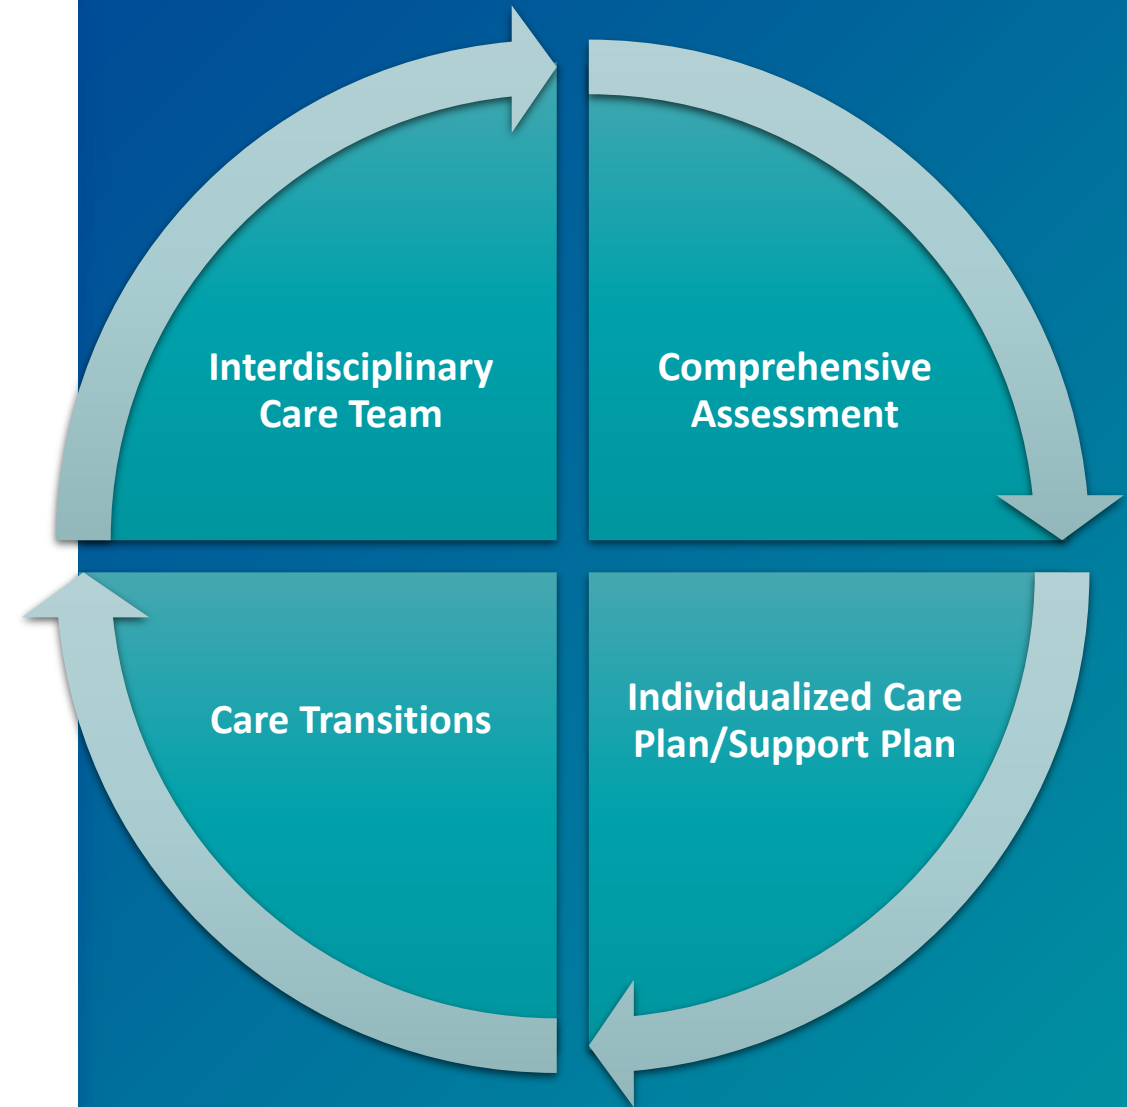 Interdisciplinary
Care Team
Comprehensive
Assessment
Care Transitions
Individualized Care
Plan/Support Plan